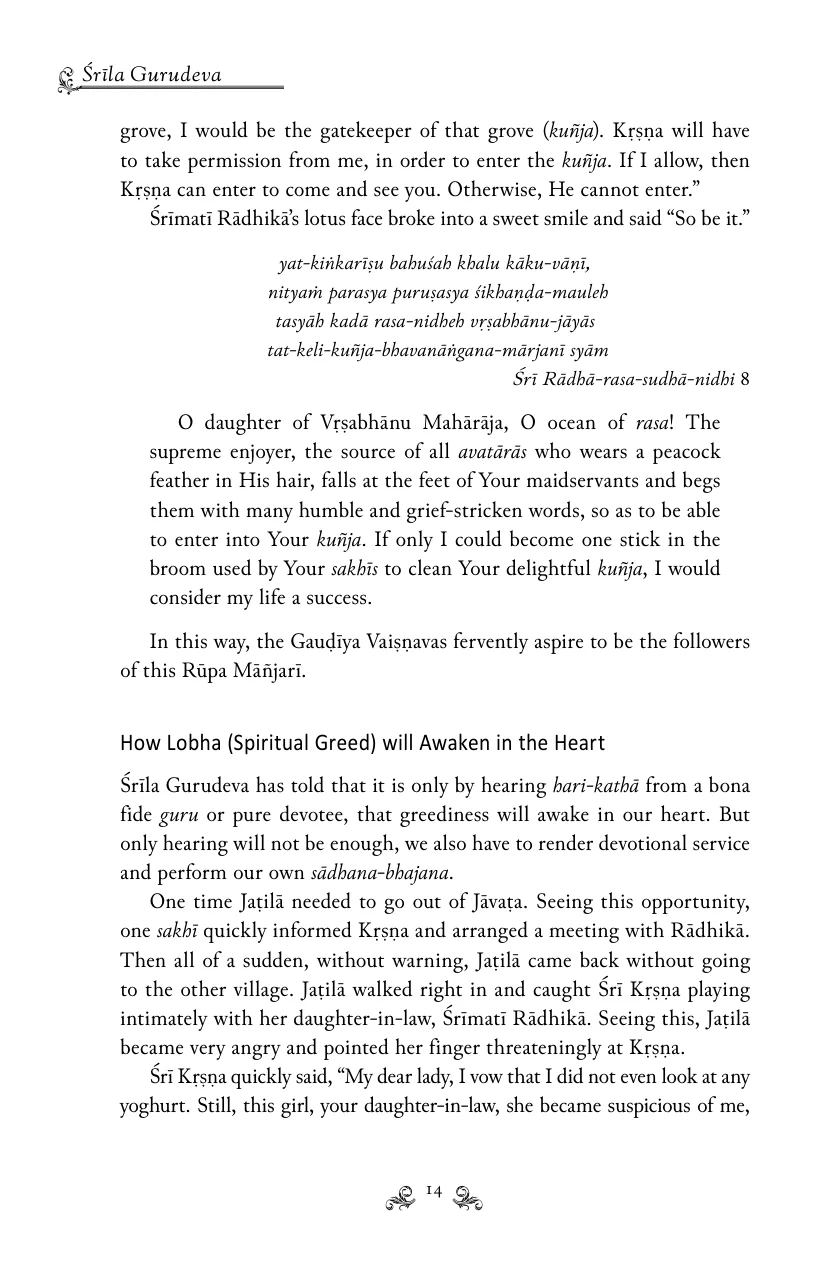 Śrīla Gurudeva
grove, I would be the gatekeeper of that grove (kuñja). Kṛṣṇa will have
to take permission from me, in order to enter the kuñja. If I allow, then
Kṛṣṇa can enter to come and see you. Otherwise, He cannot enter.”
Śrīmatī Rādhikā’s lotus face broke into a sweet smile and said “So be it.”
yat-kiṅkarīṣu bahuśah khalu kāku-vāṇī,
nityaṁ parasya puruṣasya śikhaṇḍa-mauleh
tasyāh kadā rasa-nidheh vṛṣabhānu-jāyās
tat-keli-kuñja-bhavanāṅgana-mārjanī syām
Śrī Rādhā-rasa-sudhā-nidhi 8
O daughter of Vṛṣabhānu Mahārāja, O ocean of rasa! The
supreme enjoyer, the source of all avatārās who wears a peacock
feather in His hair, falls at the feet of Your maidservants and begs
them with many humble and grief-stricken words, so as to be able
to enter into Your kuñja. If only I could become one stick in the
broom used by Your sakhīs to clean Your delightful kuñja, I would
consider my life a success.
In this way, the Gauḍīya Vaiṣṇavas fervently aspire to be the followers
of this Rūpa Māñjarī.
How Lobha (Spiritual Greed) will Awaken in the Heart
Śrīla Gurudeva has told that it is only by hearing hari-kathā from a bona
fide guru or pure devotee, that greediness will awake in our heart. But
only hearing will not be enough, we also have to render devotional service
and perform our own sādhana-bhajana.
One time Jaṭilā needed to go out of Jāvaṭa. Seeing this opportunity,
one sakhī quickly informed Kṛṣṇa and arranged a meeting with Rādhikā.
Then all of a sudden, without warning, Jaṭilā came back without going
to the other village. Jaṭilā walked right in and caught Śrī Kṛṣṇa playing
intimately with her daughter-in-law, Śrīmatī Rādhikā. Seeing this, Jaṭilā
became very angry and pointed her finger threateningly at Kṛṣṇa.
Śrī Kṛṣṇa quickly said, “My dear lady, I vow that I did not even look at any
yoghurt. Still, this girl, your daughter-in-law, she became suspicious of me,
14